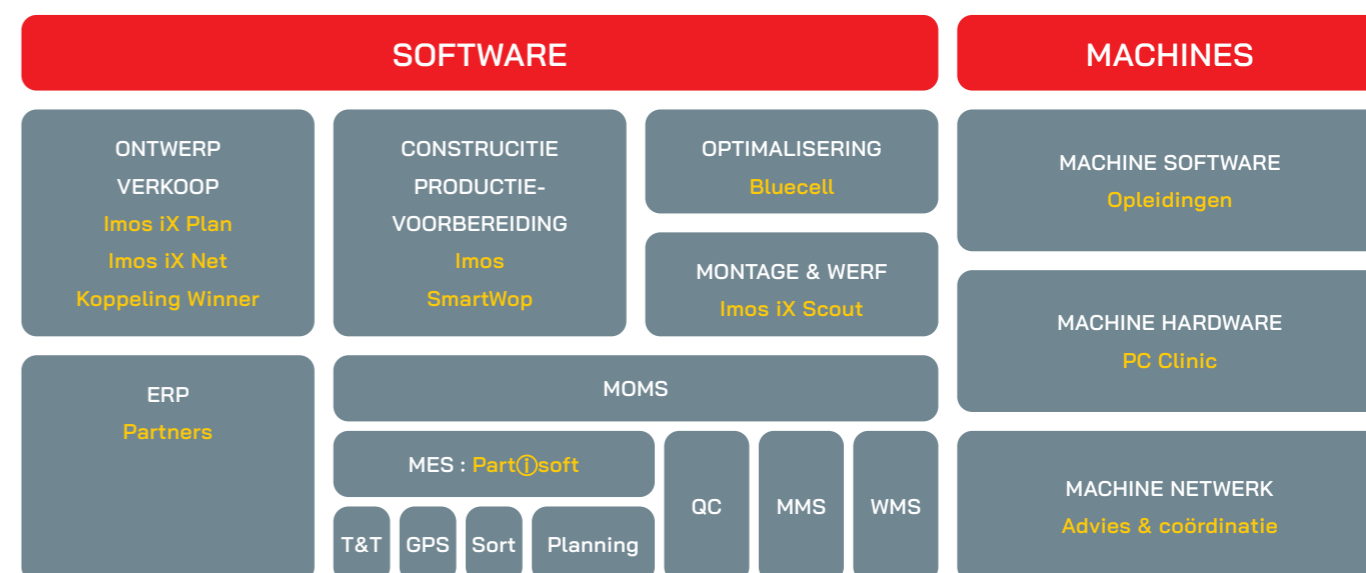 SOFTWARE
MACHINES
ONTWERP
VERKOOP
Imos iX Plan
Imos iX Net
Koppeling Winner
CONSTRUCITIE
PRODUCTIE-
VOORBEREIDING
Imos
SmartWop
OPTIMALISERING
Bluecell
MONTAGE & WERF
Imos iX Scout
MACHINE SOFTWARE
Opleidingen
MACHINE HARDWARE
PC Clinic
ERP
Partners
MOMS
MES : Partⓘsoft
T&T
GPS
Sort
Planning
QC
MMS
WMS
MACHINE NETWERK
Advies & coördinatie